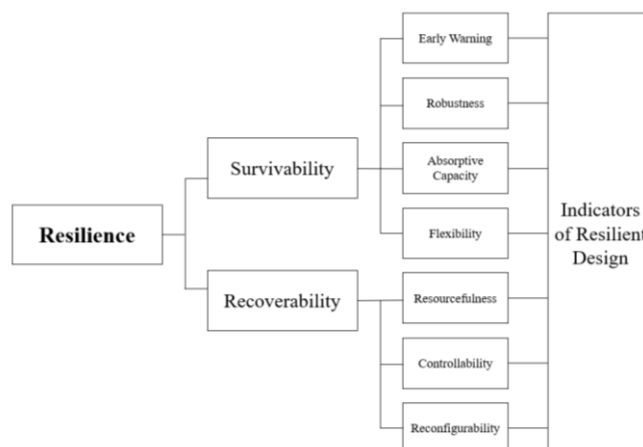 Resilience
Survivability
Recoverability
Early Warning
Robustness
Absorptive
Capacity
Flexibility
Resourcefulness
Controllability
Reconfigurability
Indicators
of Resilient
Design